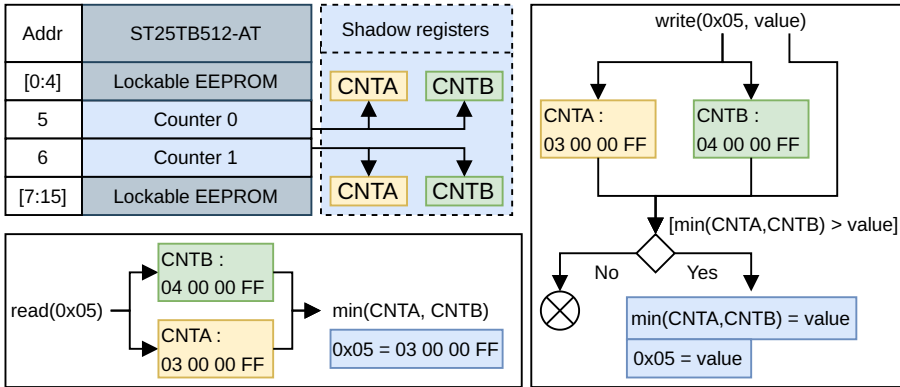 Addr
ST25TB512-AT
[0:4]
Lockable EEPROM
5
Counter 0
6
Counter 1
[7:15]
Lockable EEPROM
Shadow registers
CNTA
CNTB
CNTA
CNTB
read(0x05)
CNTB :
04 00 00 FF
CNTA :
03 00 00 FF
min(CNTA, CNTB)
0x05 = 03 00 00 FF
write(0x05, value)
CNTA :
03 00 00 FF
CNTB :
04 00 00 FF
[min(CNTA,CNTB) > value]
No
Yes
min(CNTA,CNTB) = value
0x05 = value